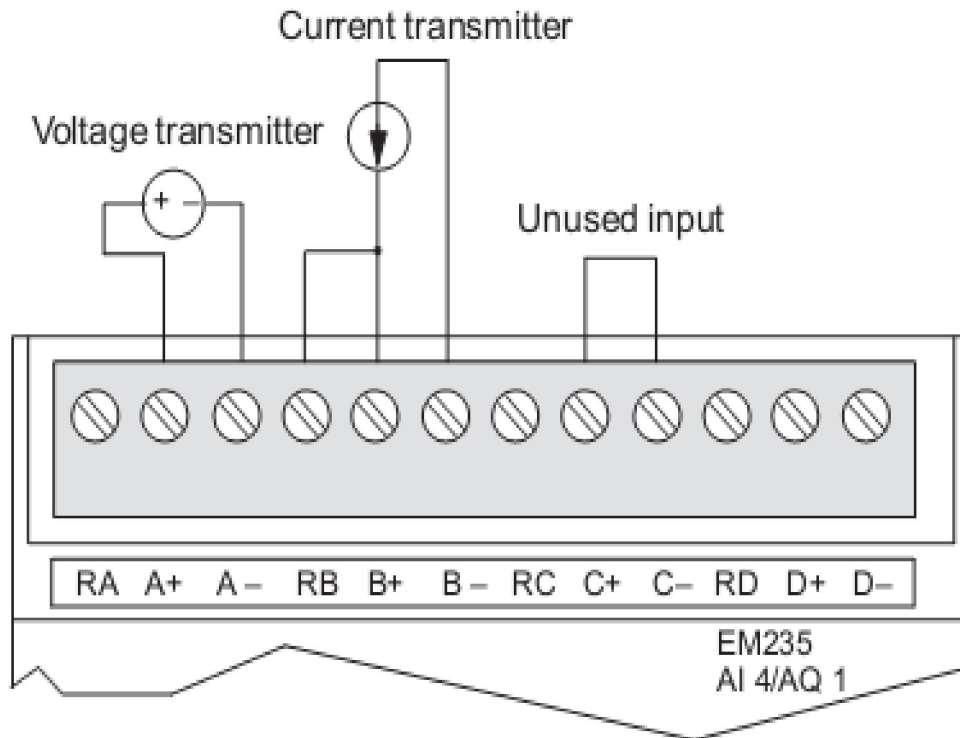 Current transmitter
Voltage transmitter
+ –
Unused input
RA A+ A – RB B+ B – RC C+ C– RD D+ D–
EM235
AI 4/AQ 1